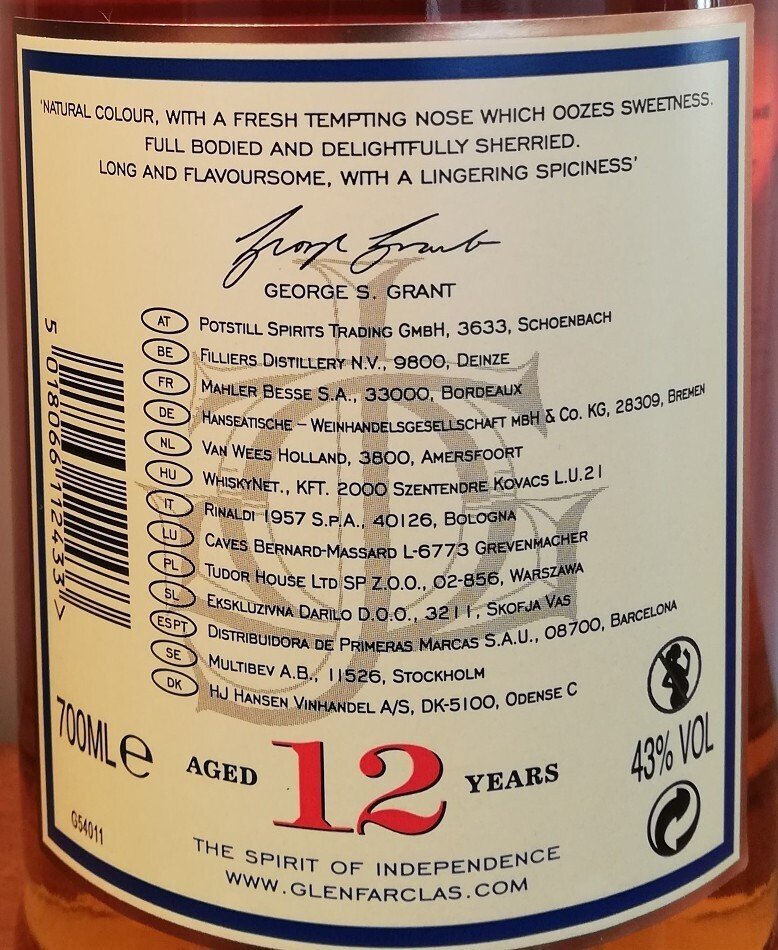 'NATURAL COLOUR, WITH A FRESH TEMPTING NOSE WHICH OOZES SWEETNESS.
FULL BODIED AND DELIGHTFULLY SHERRIED.
LONG AND FLAVOURSOME, WITH A LINGERING SPICINESS'
George Grant
GEORGE S. GRANT
AT POTSTILL SPIRITS TRADING GMBH, 3633, SCHOENBACH
BE FILLIERS DISTILLERY N.V., 9800, DEINZE
FR MAHLER BESSE S.A., 33000, BORDEAUX
DE HANSEATISCHE – WEINHANDELSGESELLSCHAFT MBH & CO. KG, 28309, BREMEN
NL VAN WEES HOLLAND, 3800, AMERSFOORT
HU WHISKYNET., KFT. 2000 SZENTENDRE KOVACS L.U.21
IT RINALDI 1957 S.P.A., 40126, BOLOGNA
LU CAVES BERNARD-MASSARD L-6773 GREVENMACHER
PL TUDOR HOUSE LTD SP Z.O.O., 02-856, WARSZAWA
SL EKSKLUZIVNA DARILO D.O.O., 3211, SKOFJA VAS
ESPT DISTRIBUIDORA DE PRIMERAS MARCAS S.A.U., 08700, BARCELONA
SE MULTIBEV A.B., 11526, STOCKHOLM
DK HJ HANSEN VINHANDEL A/S, DK-5100, ODENSE C
5 018066 112433 >
700ML e
AGED 12 YEARS
43% VOL
G54011
THE SPIRIT OF INDEPENDENCE
WWW.GLENFARCLAS.COM